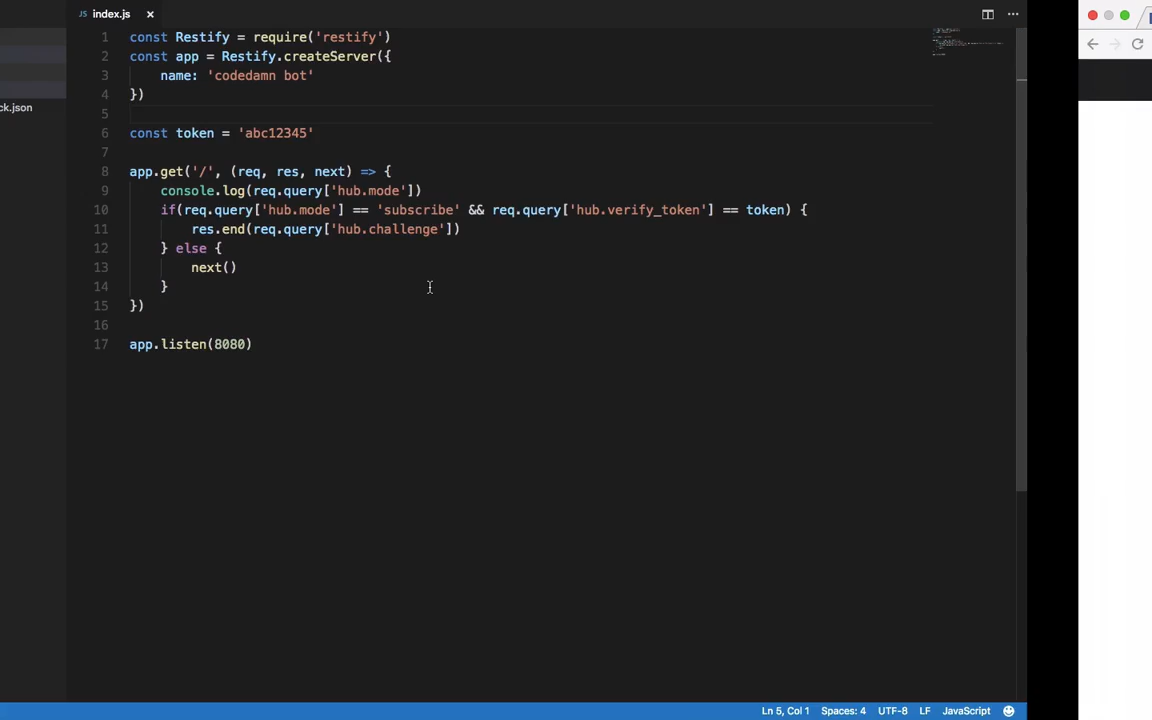 JS index.js ×
ck.json
1 const Restify = require('restify')
2 const app = Restify.createServer({
3 name: 'codedamn bot'
4 })
5
6 const token = 'abc12345'
7
8 app.get('/', (req, res, next) => {
9 console.log(req.query['hub.mode'])
10 if(req.query['hub.mode'] == 'subscribe' && req.query['hub.verify_token'] == token) {
11 res.end(req.query['hub.challenge'])
12 } else {
13 next()
14 }
15 })
16
17 app.listen(8080)
Ln 5, Col 1 Spaces: 4 UTF-8 LF JavaScript